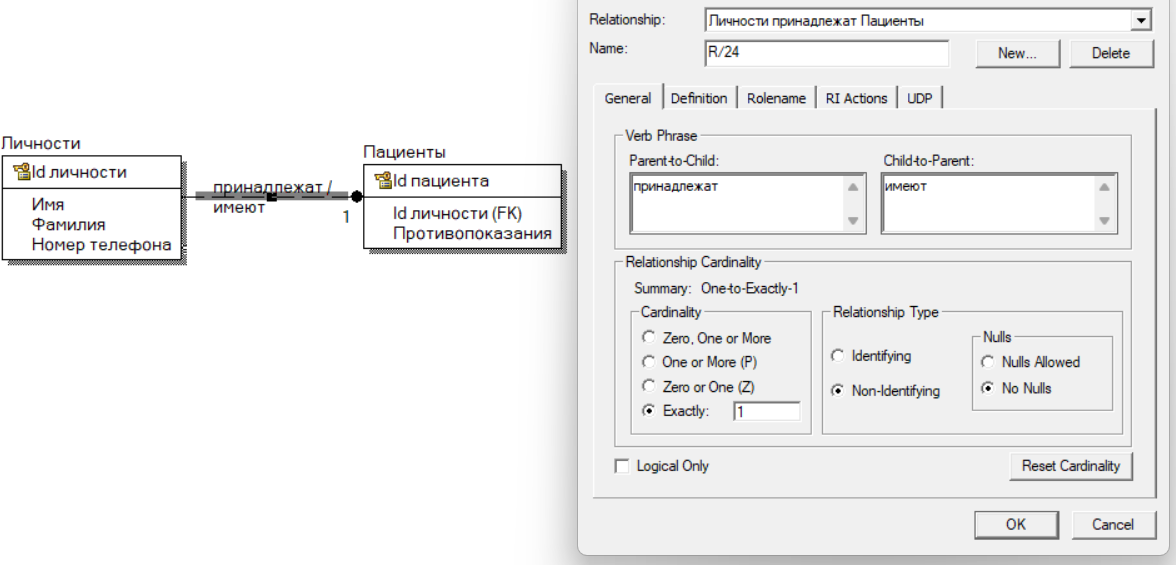 Личности
Id личности
Имя
Фамилия
Номер телефона
принадлежат /
имеют
1
Пациенты
Id пациента
Id личности (FK)
Противопоказания
Relationship:
Личности принадлежат Пациенты
Name:
R/24
New...
Delete
General
Definition
Rolename
RI Actions
UDP
Verb Phrase
Parent-to-Child:
Child-to-Parent:
принадлежат
имеют
Relationship Cardinality
Summary: One-to-Exactly-1
Cardinality
Zero, One or More
One or More (P)
Zero or One (Z)
Exactly:
1
Relationship Type
Identifying
Non-Identifying
Nulls
Nulls Allowed
No Nulls
Logical Only
Reset Cardinality
OK
Cancel